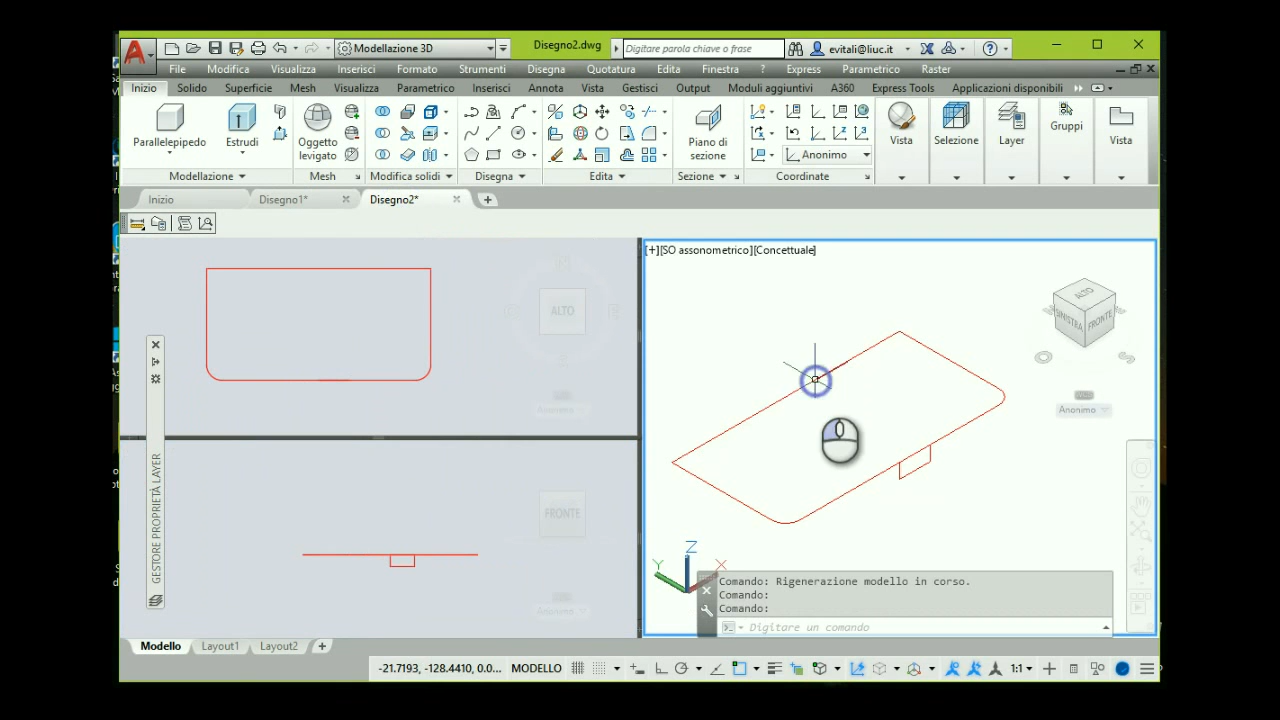 Modellazione 3D
Disegno2.dwg
Digitare parola chiave o frase
evitali@liuc.it
File Modifica Visualizza Inserisci Formato Strumenti Disegna Quotatura Edita Finestra ? Express Parametrico Raster
Inizio Solido Superficie Mesh Visualizza Parametrico Inserisci Annota Vista Gestisci Output Moduli aggiuntivi A360 Express Tools Applicazioni disponibili
Parallelepipedo
Estrudi
Oggetto
levigato
Piano di
sezione
Anonimo
Vista
Selezione
Layer
Gruppi
Vista
Modellazione
Mesh
Modifica solidi
Disegna
Edita
Sezione
Coordinate
Inizio
Disegno1*
Disegno2*
[+][SO assonometrico][Concettuale]
ALTO
Anonimo
ALTO
SINISTRA
FRONTE
Anonimo
GESTORE PROPRIETÀ LAYER
FRONTE
Anonimo
Z
Y
X
Comando: Rigenerazione modello in corso.
Comando:
Comando:
Digitare un comando
Modello Layout1 Layout2
-21.7193, -128.4410, 0.0... MODELLO
1:1